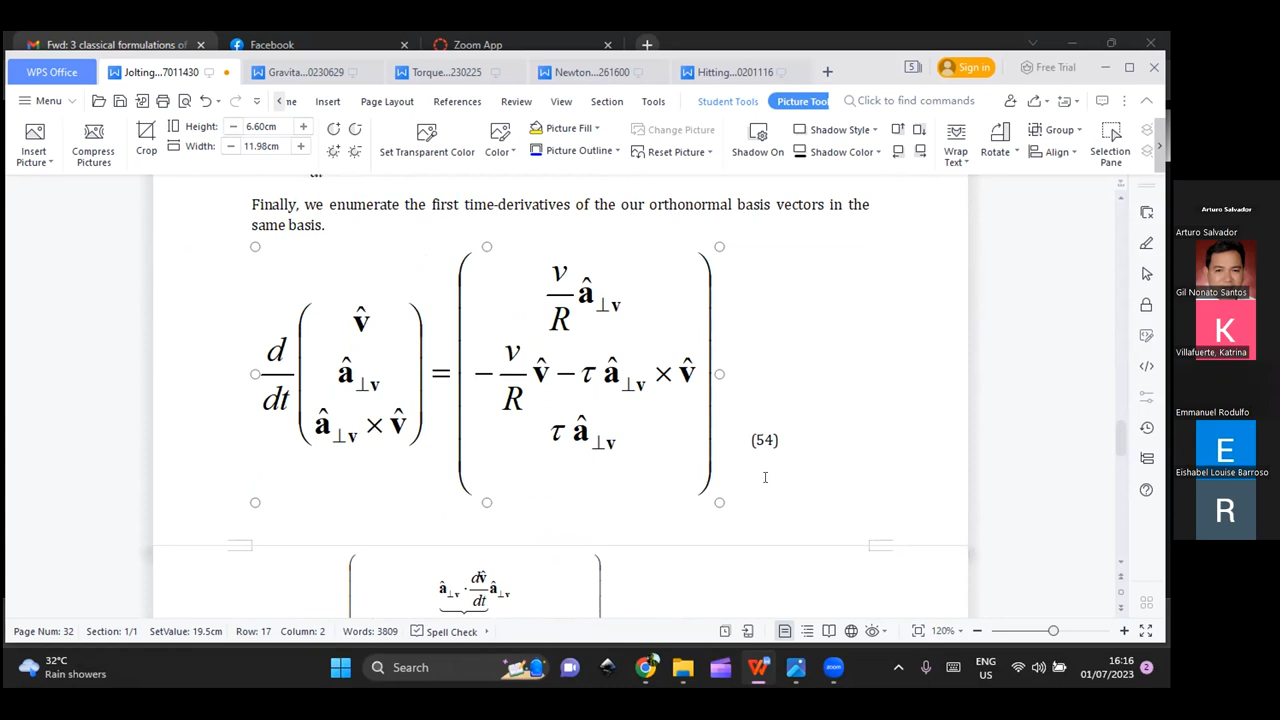 Fwd: 3 classical formulations of
Facebook
Zoom App
WPS Office
Jolting...7011430
Gravita...0230629
Torque...230225
Newton...261600
Hitting...0201116
Sign in
Free Trial
Menu
me
Insert
Page Layout
References
Review
View
Section
Tools
Student Tools
Picture Tool
Click to find commands
Insert Picture
Compress Pictures
Crop
Height: 6.60cm
Width: 11.98cm
Set Transparent Color
Color
Picture Fill
Picture Outline
Change Picture
Reset Picture
Shadow On
Shadow Style
Shadow Color
Wrap Text
Rotate
Group
Align
Selection Pane
Finally, we enumerate the first time-derivatives of the our orthonormal basis vectors in the
same basis.
d/dt ( v̂ ; â⊥v ; â⊥v × v̂ ) = ( v/R â⊥v ; − v/R v̂ − τ â⊥v × v̂ ; τ â⊥v )
(54)
â⊥v · dv̂/dt â⊥v
Page Num: 32
Section: 1/1
SetValue: 19.5cm
Row: 17
Column: 2
Words: 3809
Spell Check
120%
32°C
Rain showers
Search
ENG
US
16:16
01/07/2023
2
Arturo Salvador
Arturo Salvador
Gil Nonato Santos
K
Villafuerte, Katrina
Emmanuel Rodulfo
E
Eishabel Louise Barroso
R